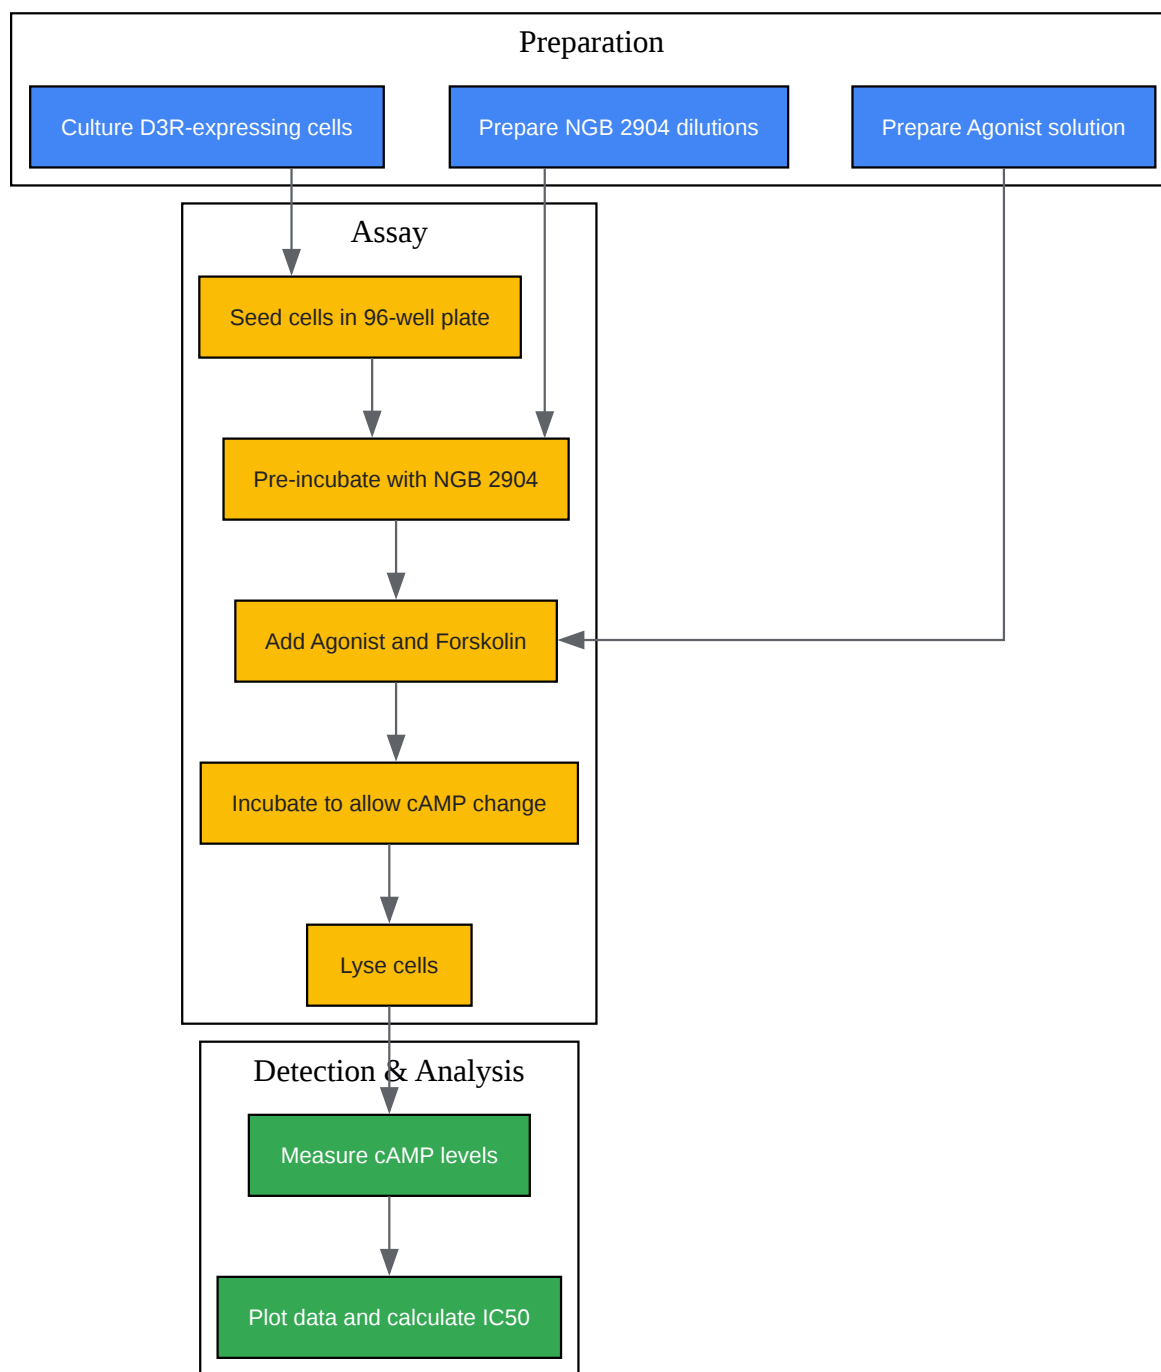 Preparation
Culture D3R-expressing cells
Prepare NGB 2904 dilutions
Prepare Agonist solution
Assay
Seed cells in 96-well plate
Pre-incubate with NGB 2904
Add Agonist and Forskolin
Incubate to allow cAMP change
Lyse cells
Detection & Analysis
Measure cAMP levels
Plot data and calculate IC50